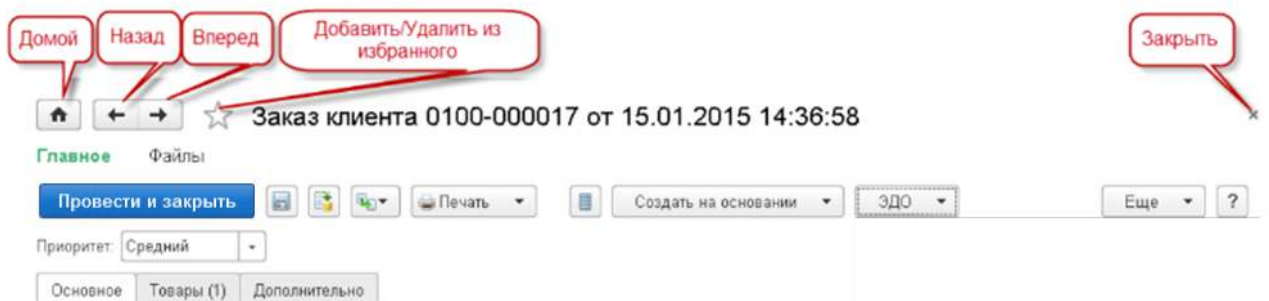 Домой
Назад
Вперед
Добавить/Удалить из
избранного
Закрыть
Заказ клиента 0100-000017 от 15.01.2015 14:36:58
Главное Файлы
Провести и закрыть Печать Создать на основании ЭДО Еще ?
Приоритет: Средний
Основное Товары (1) Дополнительно